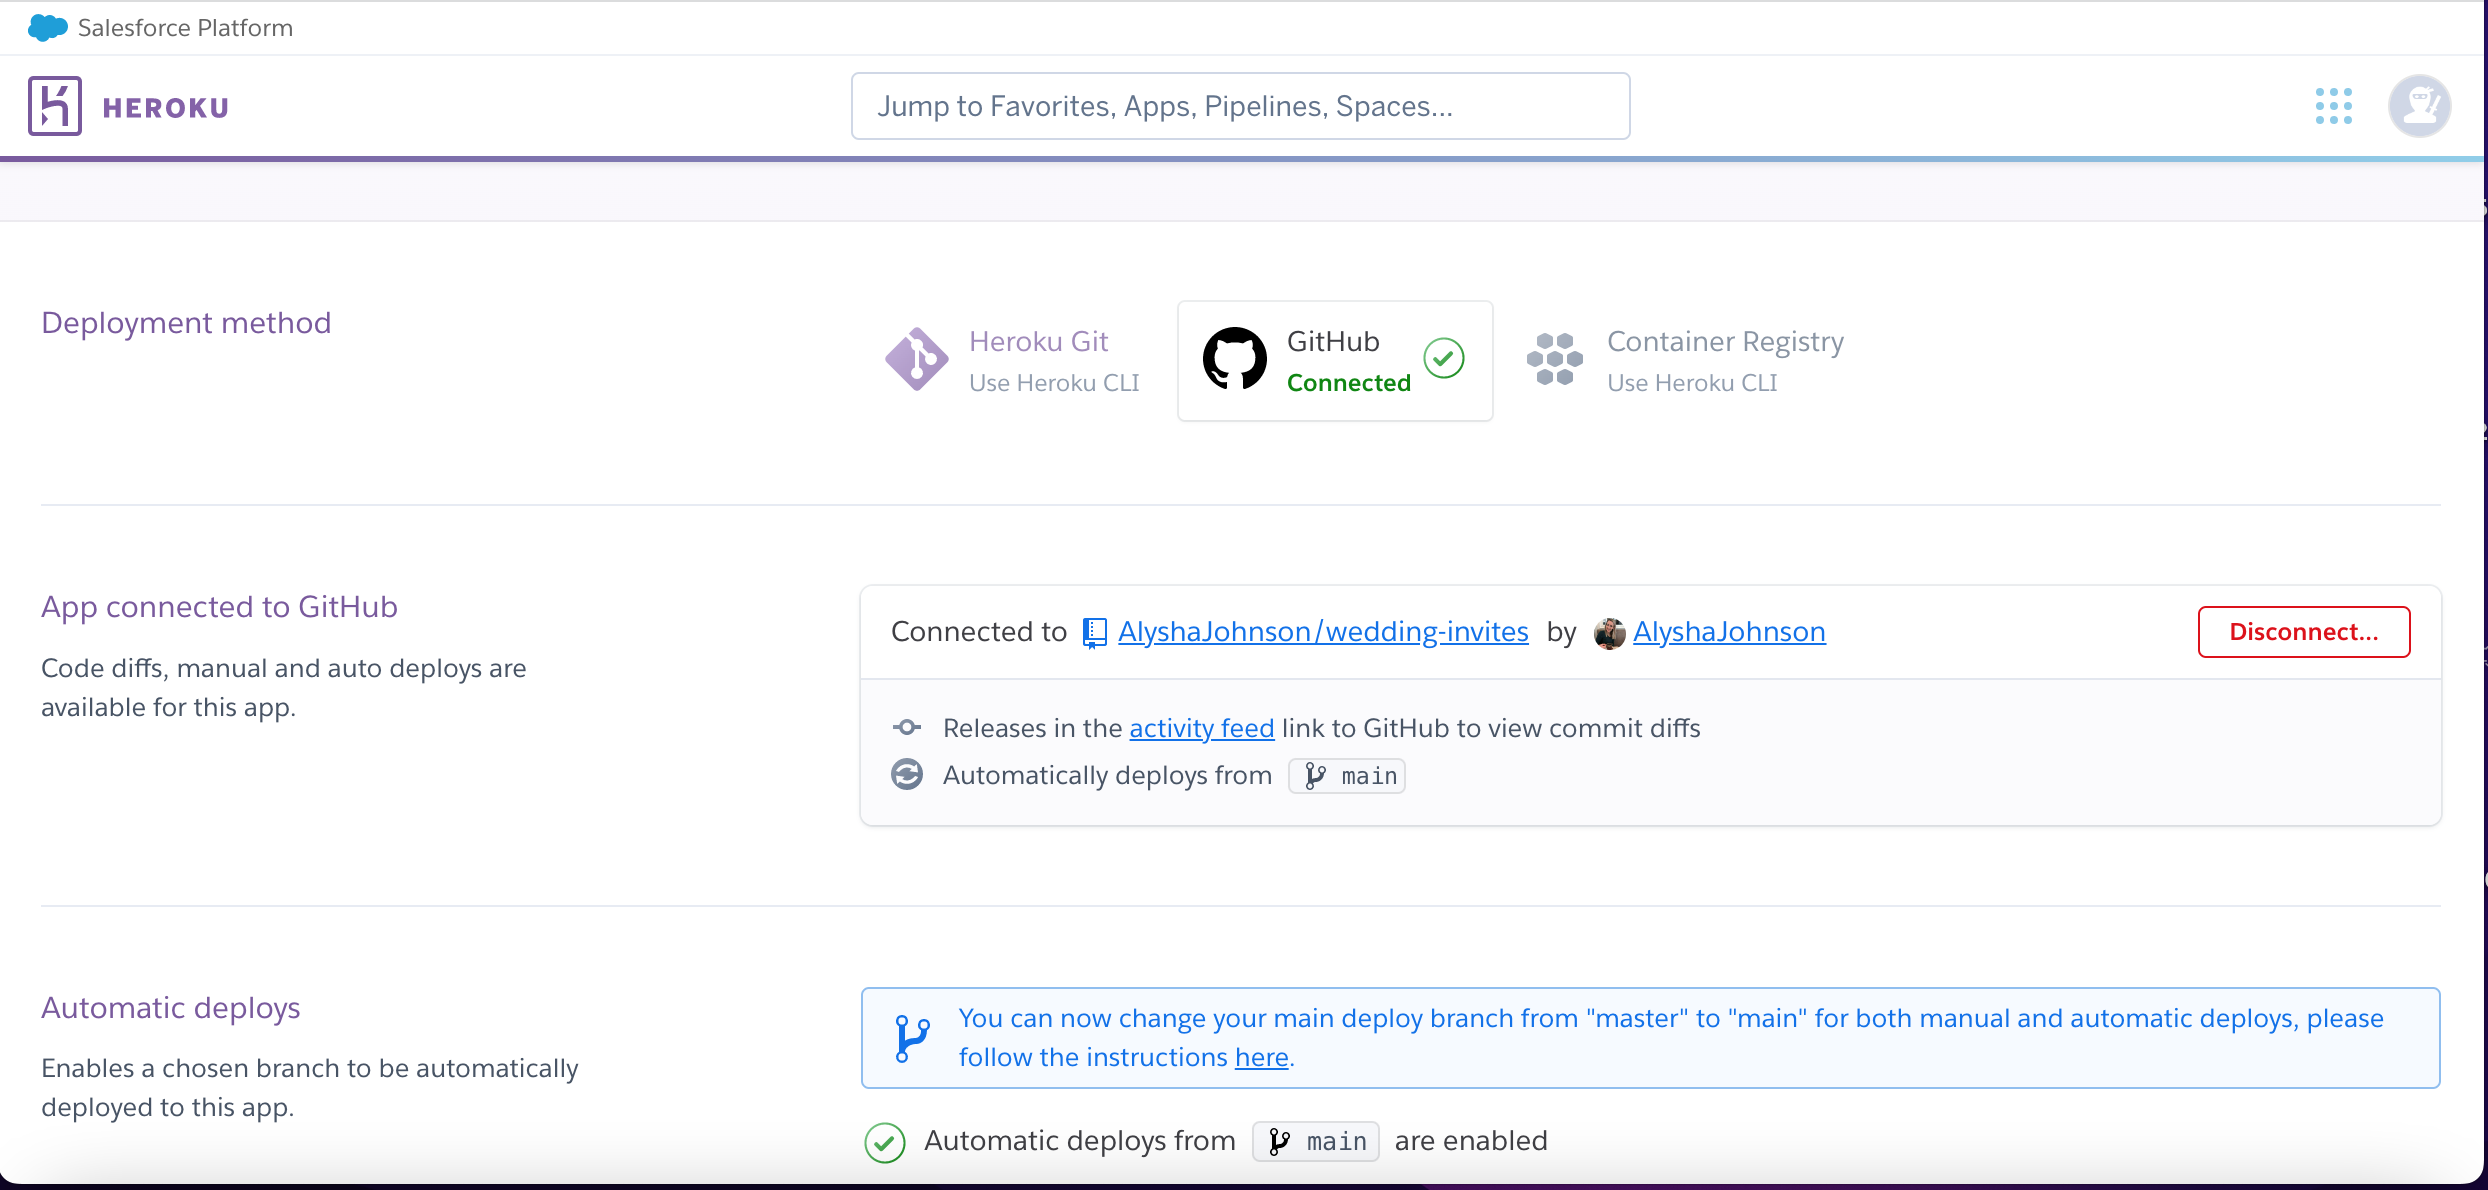 Salesforce Platform
HEROKU
Jump to Favorites, Apps, Pipelines, Spaces...
Deployment method
Heroku Git
Use Heroku CLI
GitHub
Connected
Container Registry
Use Heroku CLI
App connected to GitHub
Code diffs, manual and auto deploys are
available for this app.
Connected to AlyshaJohnson/wedding-invites by AlyshaJohnson
Disconnect...
Releases in the activity feed link to GitHub to view commit diffs
Automatically deploys from main
Automatic deploys
Enables a chosen branch to be automatically
deployed to this app.
You can now change your main deploy branch from "master" to "main" for both manual and automatic deploys, please
follow the instructions here.
Automatic deploys from main are enabled